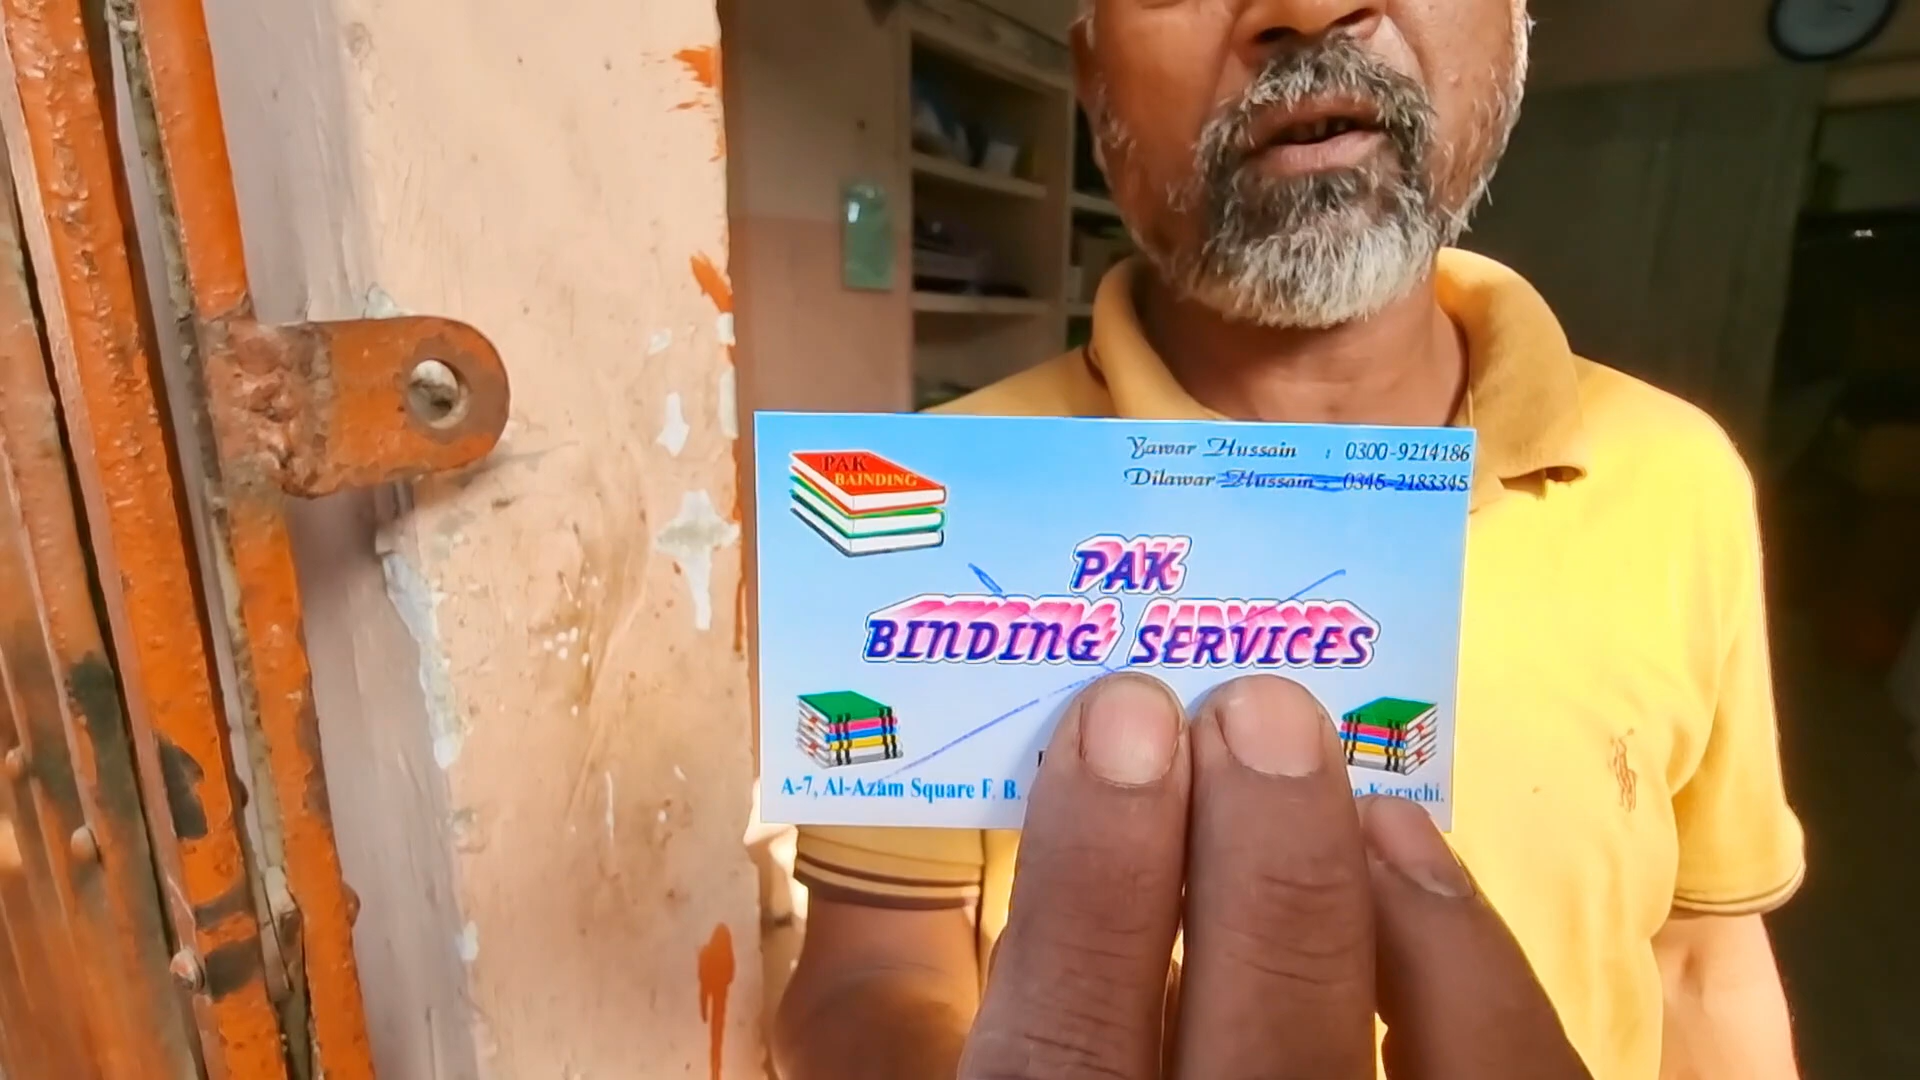 PAK
BAINDING
Yawar Hussain : 0300-9214186
Dilawar Hussain : 0345-2183345
PAK
BINDING SERVICES
A-7, Al-Azam Square F. B. Karachi.